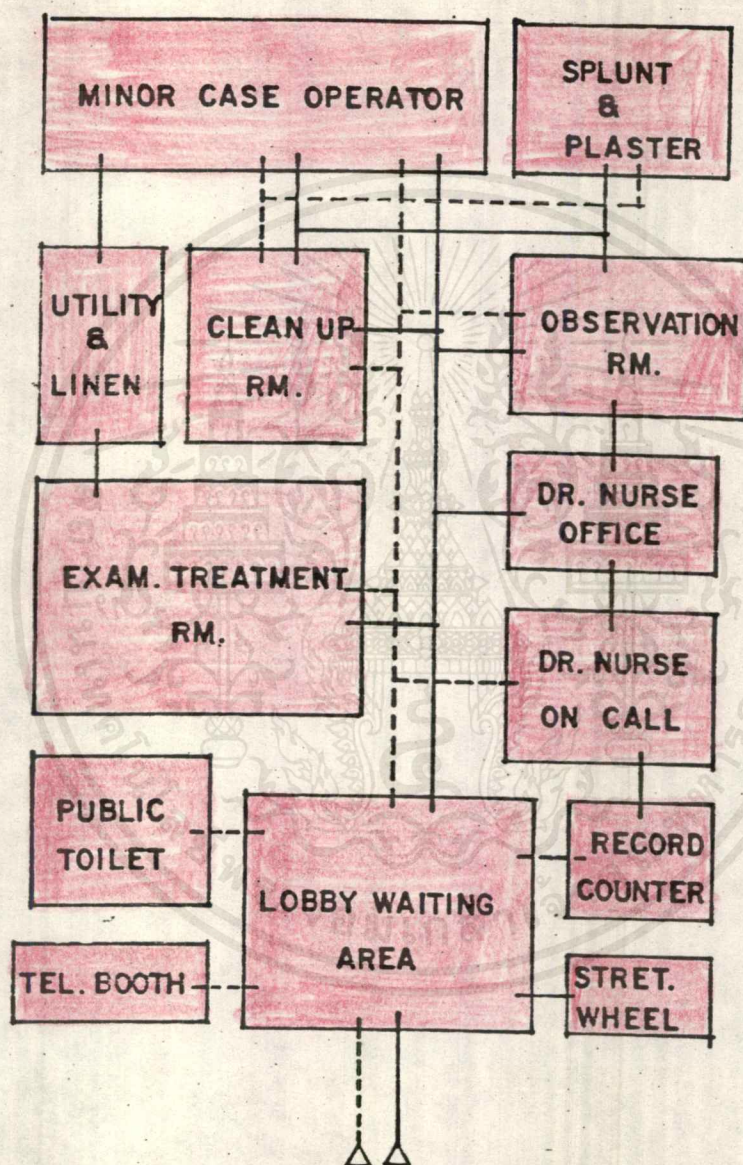 MINOR CASE OPERATOR
SPLUNT
&
PLASTER
UTILITY
&
LINEN
CLEAN UP
RM.
OBSERVATION
RM.
DR. NURSE
OFFICE
EXAM. TREATMENT
RM.
DR. NURSE
ON CALL
PUBLIC
TOILET
LOBBY WAITING
AREA
RECORD
COUNTER
TEL. BOOTH
STRET.
WHEEL